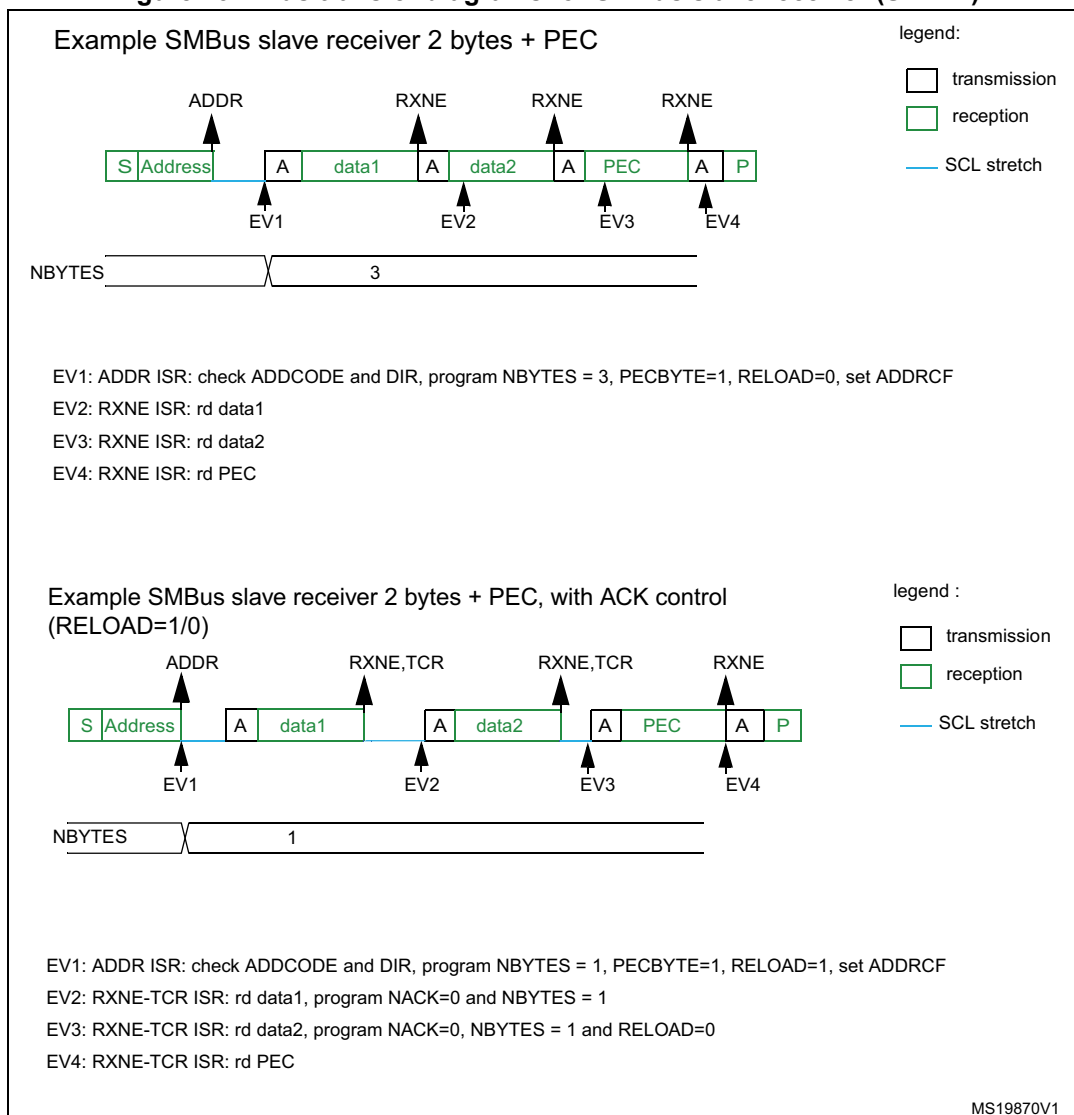 Example SMBus slave receiver 2 bytes + PEC
legend:
transmission
reception
SCL stretch
ADDR RXNE RXNE RXNE
S Address A data1 A data2 A PEC A P
EV1 EV2 EV3 EV4
NBYTES 3
EV1: ADDR ISR: check ADDCODE and DIR, program NBYTES = 3, PECBYTE=1, RELOAD=0, set ADDRCF
EV2: RXNE ISR: rd data1
EV3: RXNE ISR: rd data2
EV4: RXNE ISR: rd PEC
Example SMBus slave receiver 2 bytes + PEC, with ACK control
(RELOAD=1/0)
legend :
transmission
reception
SCL stretch
ADDR RXNE,TCR RXNE,TCR RXNE
S Address A data1 A data2 A PEC A P
EV1 EV2 EV3 EV4
NBYTES 1
EV1: ADDR ISR: check ADDCODE and DIR, program NBYTES = 1, PECBYTE=1, RELOAD=1, set ADDRCF
EV2: RXNE-TCR ISR: rd data1, program NACK=0 and NBYTES = 1
EV3: RXNE-TCR ISR: rd data2, program NACK=0, NBYTES = 1 and RELOAD=0
EV4: RXNE-TCR ISR: rd PEC
MS19870V1